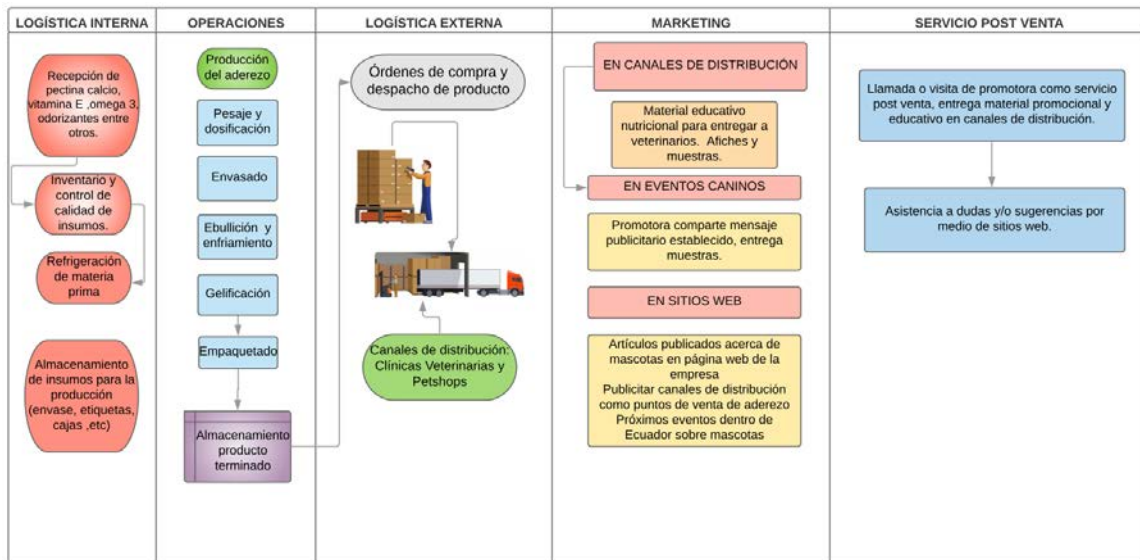 LOGÍSTICA INTERNA
Recepción de
pectina calcio,
vitamina E ,omega 3,
odorizantes entre
otros.
Inventario y
control de
calidad de
insumos.
Refrigeración
de materia
prima
Almacenamiento
de insumos para la
producción
(envase, etiquetas,
cajas ,etc)
OPERACIONES
Producción
del aderezo
Pesaje y
dosificación
Envasado
Ebullición y
enfriamiento
Gelificación
Empaquetado
Almacenamiento
producto
terminado
LOGÍSTICA EXTERNA
Órdenes de compra y
despacho de producto
Canales de distribución:
Clínicas Veterinarias y
Petshops
MARKETING
EN CANALES DE DISTRIBUCIÓN
Material educativo
nutricional para entregar a
veterinarios. Afiches y
muestras.
EN EVENTOS CANINOS
Promotora comparte mensaje
publicitario establecido, entrega
muestras.
EN SITIOS WEB
Artículos publicados acerca de
mascotas en página web de la
empresa
Publicitar canales de distribución
como puntos de venta de aderezo
Próximos eventos dentro de
Ecuador sobre mascotas
SERVICIO POST VENTA
Llamada o visita de promotora como servicio
post venta, entrega material promocional y
educativo en canales de distribución.
Asistencia a dudas y/o sugerencias por
medio de sitios web.